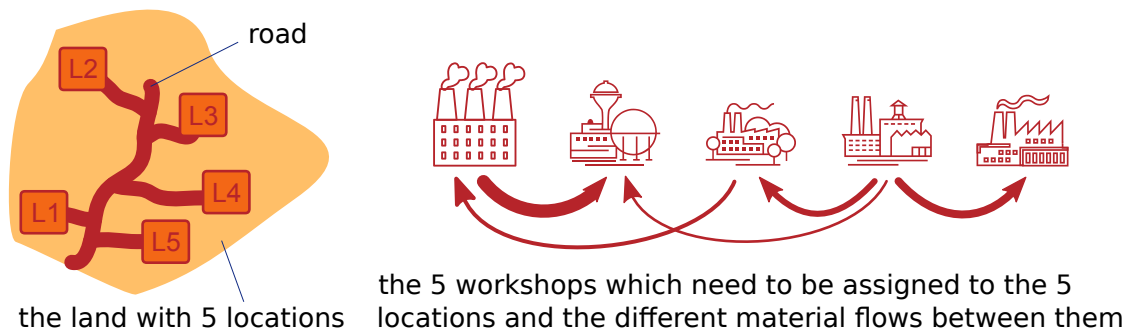 road
L2
L3
L4
L1
L5
the land with 5 locations
the 5 workshops which need to be assigned to the 5
locations and the different material flows between them